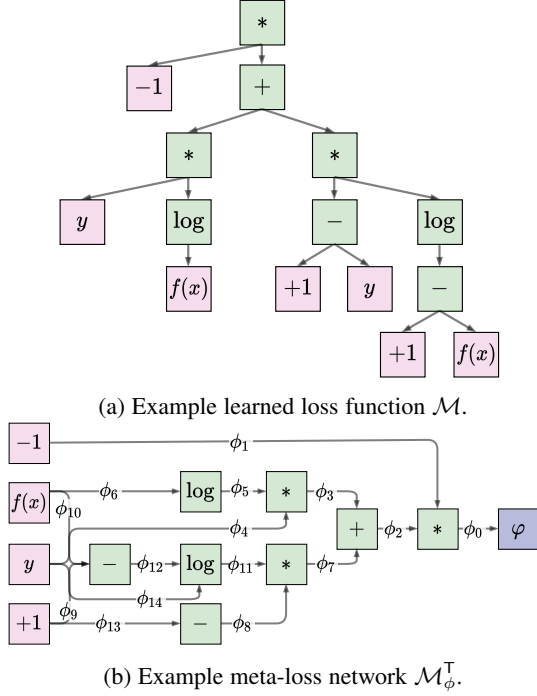 *
−1
+
* *
y log − log
f(x) +1 y −
+1 f(x)
(a) Example learned loss function ℳ.
−1 ϕ₁
f(x) ϕ₁₀ ϕ₆ log ϕ₅ * ϕ₃
ϕ₄ + ϕ₂ * ϕ₀ φ
y − ϕ₁₂ log ϕ₁₁ * ϕ₇
ϕ₁₄
+1 ϕ₉ ϕ₁₃ − ϕ₈
(b) Example meta-loss network ℳ_ϕ^⊤.